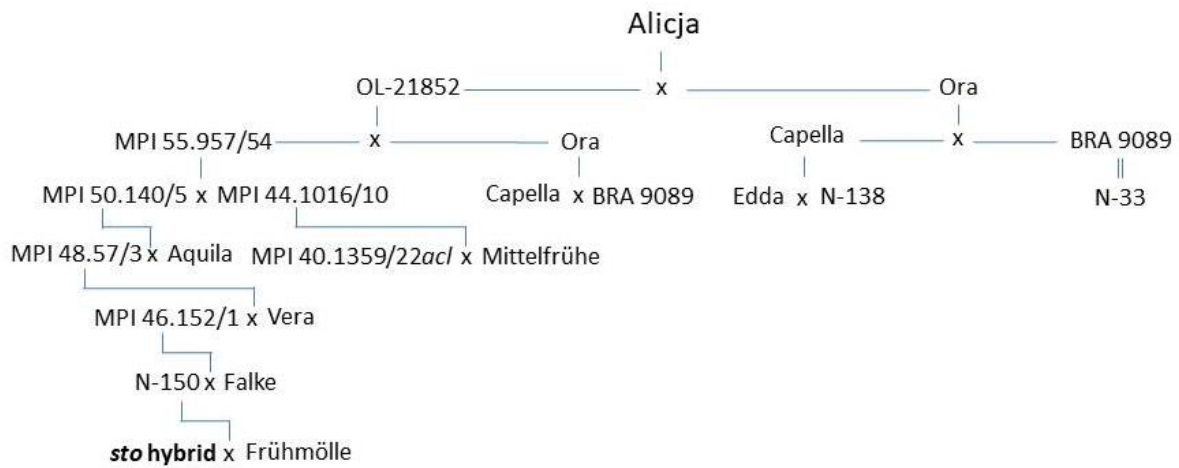 Alicja
OL-21852 x Ora
MPI 55.957/54 x Ora Capella x BRA 9089
MPI 50.140/5 x MPI 44.1016/10 Capella x BRA 9089 Edda x N-138 N-33
MPI 48.57/3 x Aquila MPI 40.1359/22acl x Mittelfrühe
MPI 46.152/1 x Vera
N-150 x Falke
sto hybrid x Frühmölle